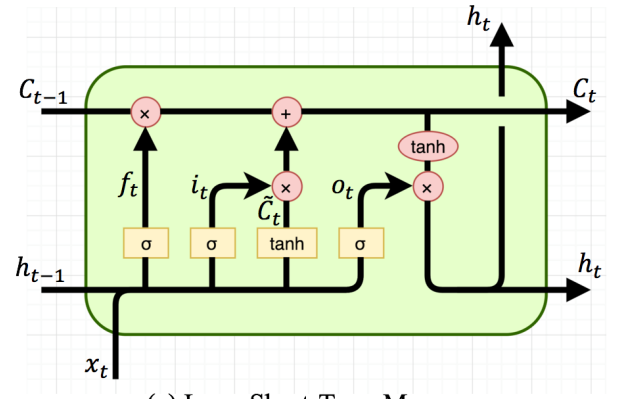 h_t
C_{t-1}
C_t
×
+
tanh
f_t
i_t
×
o_t
×
C̃_t
σ
σ
tanh
σ
h_{t-1}
h_t
x_t